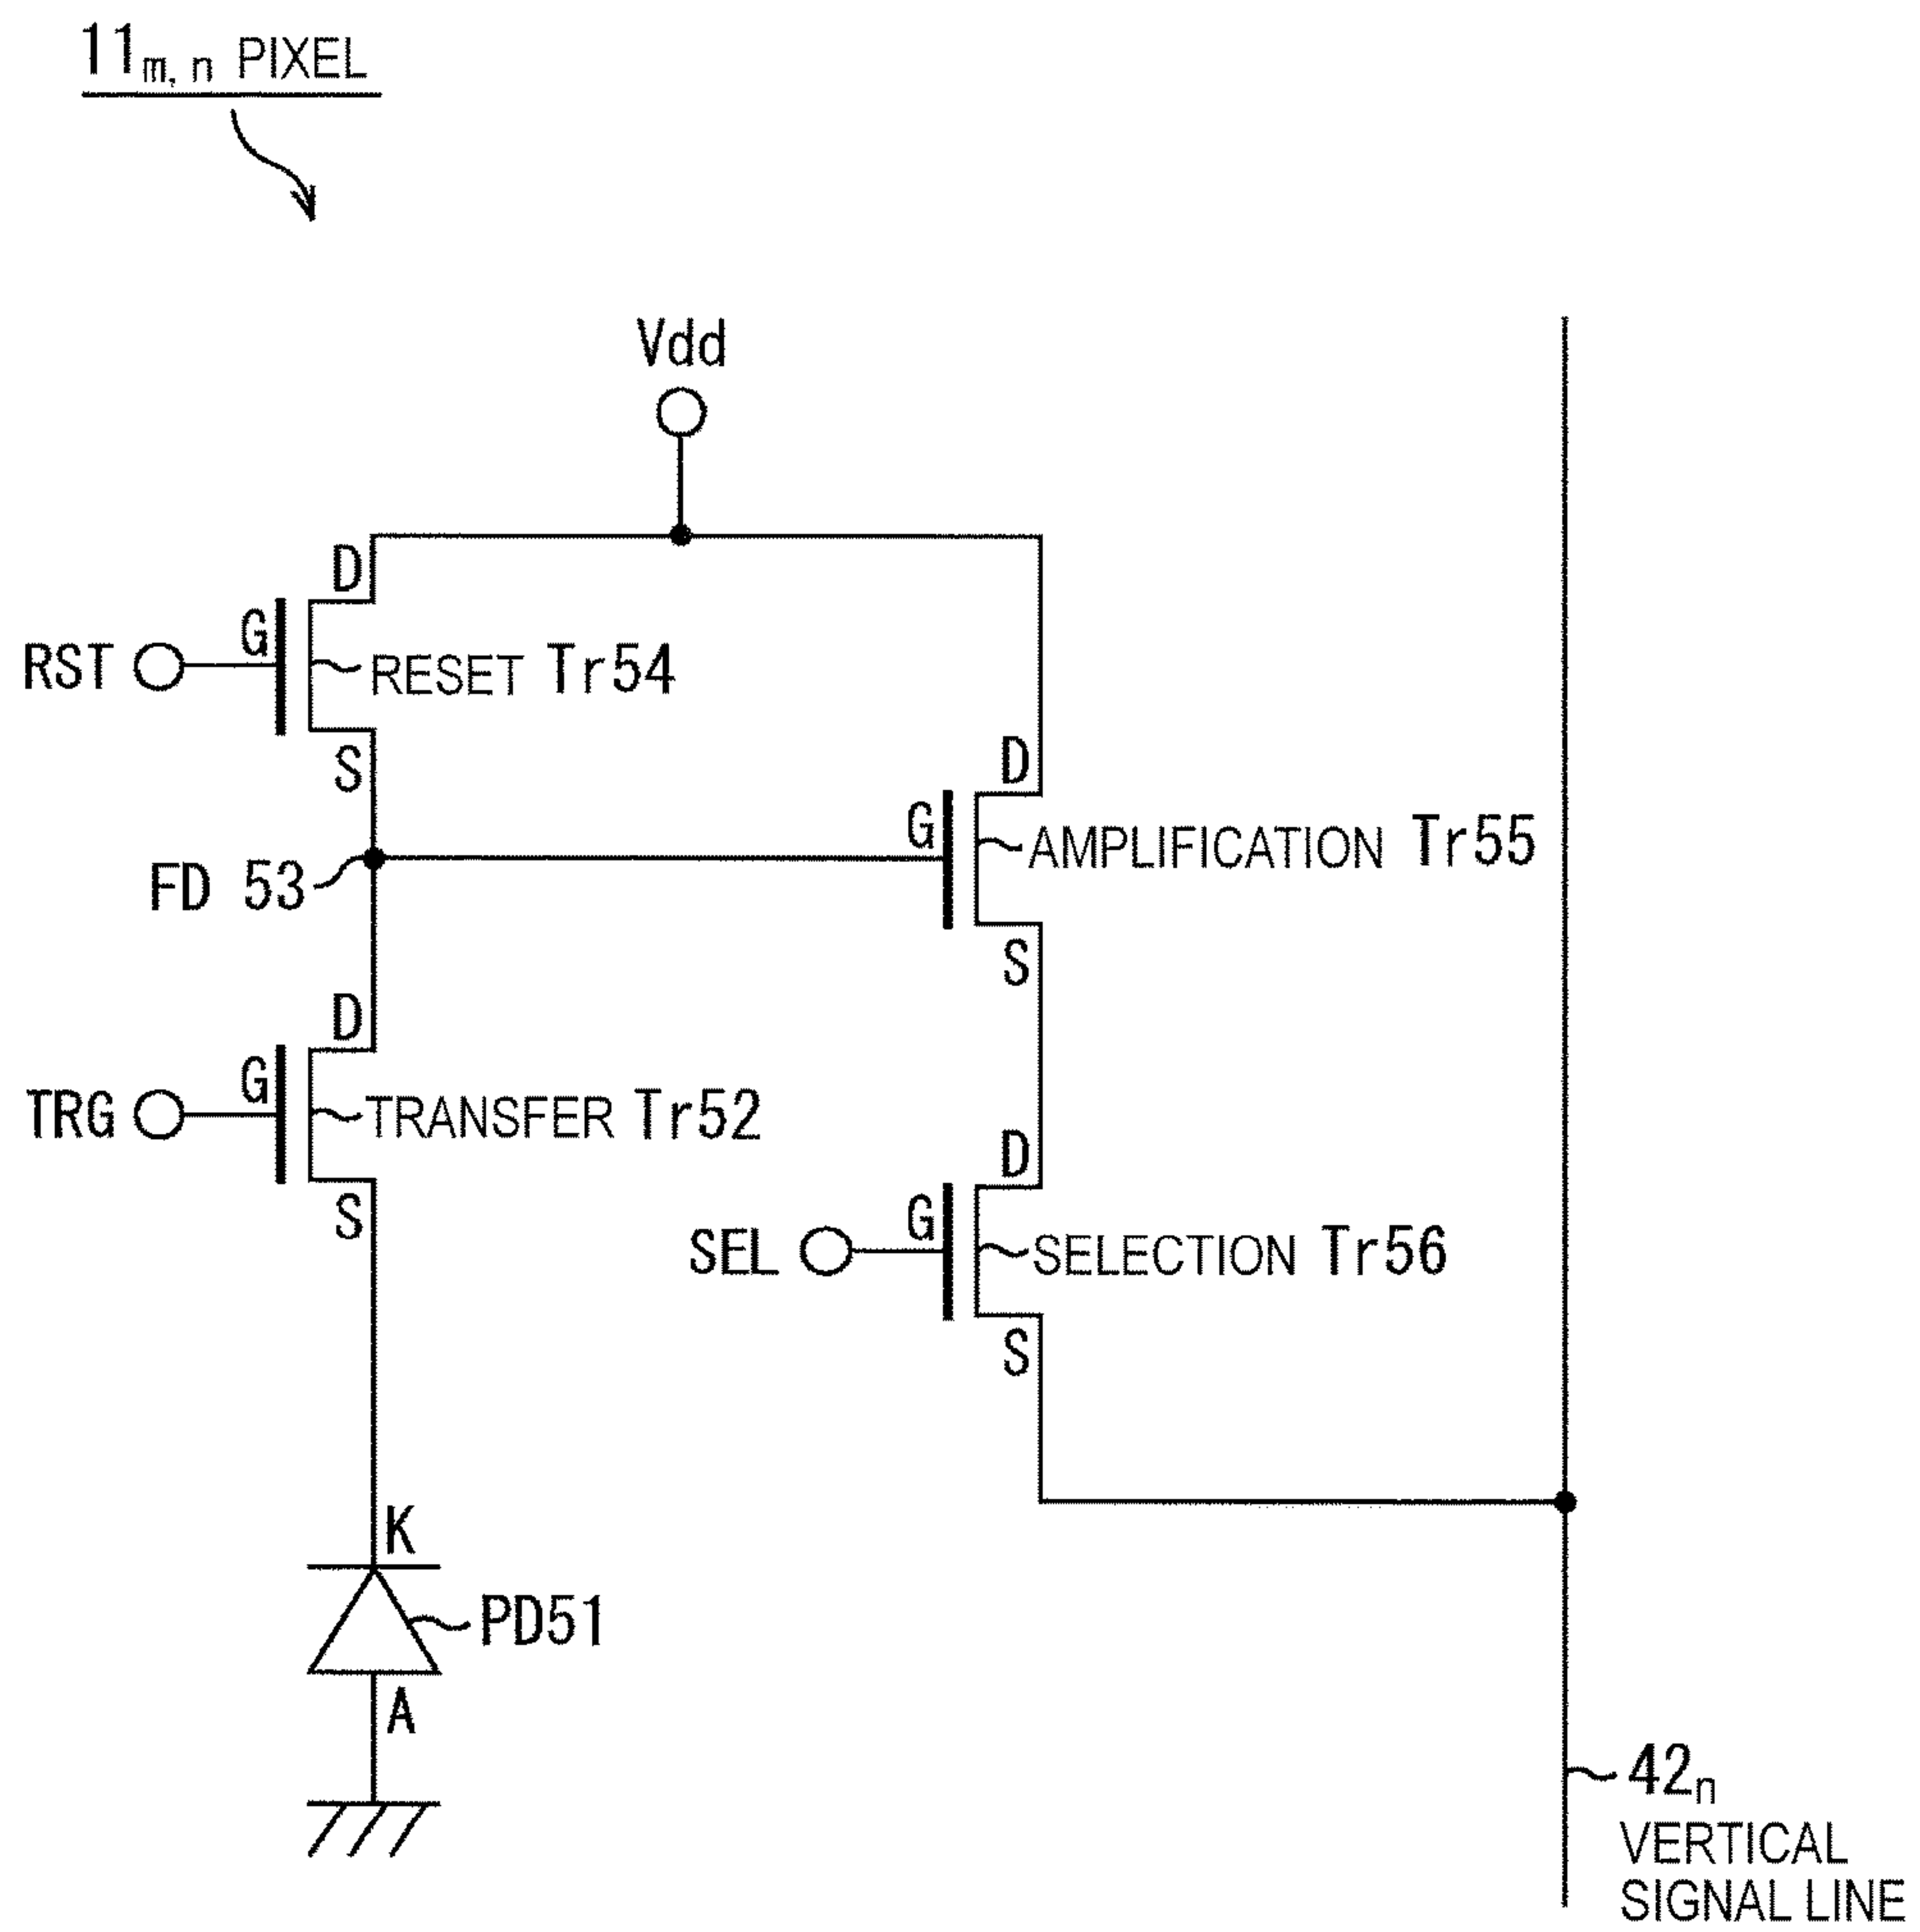 11m, n PIXEL
Vdd
D
G
RST
RESET Tr54
S
D
G
AMPLIFICATION Tr55
FD 53
S
D
G
TRG
TRANSFER Tr52
S
D
G
SEL
SELECTION Tr56
S
K
PD51
A
42n
VERTICAL
SIGNAL LINE